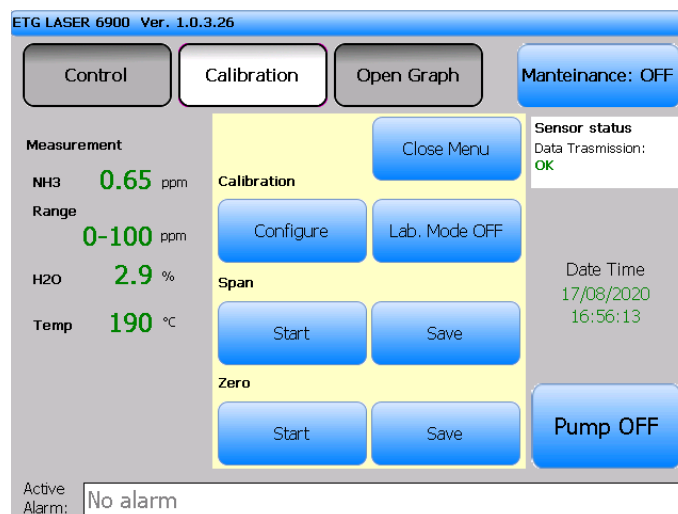 ETG LASER 6900 Ver. 1.0.3.26
Control
Calibration
Open Graph
Manteinance: OFF
Measurement
NH3 0.65 ppm
Range
0-100 ppm
H2O 2.9 %
Temp 190 °C
Close Menu
Calibration
Configure
Lab. Mode OFF
Span
Start
Save
Zero
Start
Save
Sensor status
Data Trasmission:
OK
Date Time
17/08/2020
16:56:13
Pump OFF
Active
Alarm:
No alarm